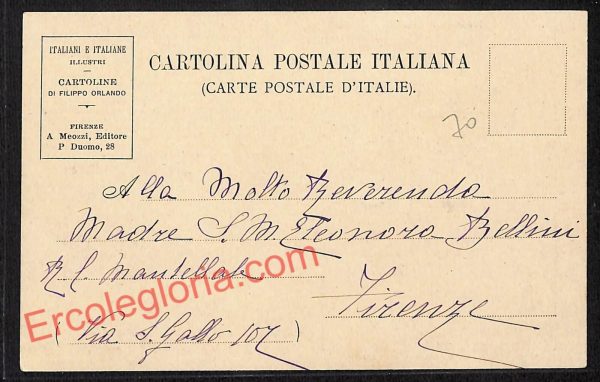 ITALIANI E ITALIANE
ILLUSTRI
CARTOLINE
DI FILIPPO ORLANDO
FIRENZE
A Meozzi, Editore
P Duomo, 28
CARTOLINA POSTALE ITALIANA
(CARTE POSTALE D'ITALIE).
70
Alla Molto Reverenda
Madre S. M. Eleonora Bellini
R. C. Mantellate
Firenze
(Via S. Gallo 107)
Ercolegloria.com